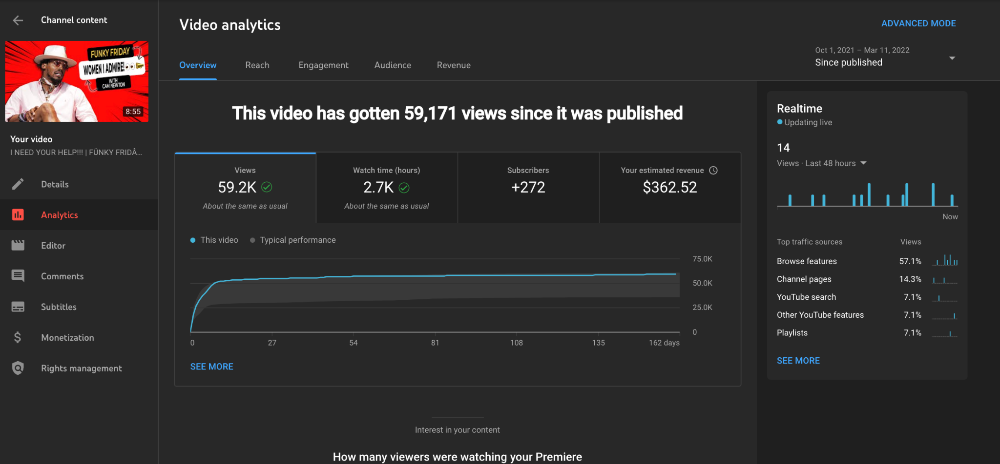 Channel content
FUNKY FRIDAY
WOMEN I ADMIRE!
WITH
CAM NEWTON
8:55
Your video
I NEED YOUR HELP!!! | FÜNKY FRIDÂ...
Details
Analytics
Editor
Comments
Subtitles
Monetization
Rights management
Video analytics
ADVANCED MODE
Overview
Reach
Engagement
Audience
Revenue
Oct 1, 2021 – Mar 11, 2022
Since published
This video has gotten 59,171 views since it was published
Views
59.2K
About the same as usual
Watch time (hours)
2.7K
About the same as usual
Subscribers
+272
Your estimated revenue
$362.52
This video
Typical performance
75.0K
50.0K
25.0K
0
0 27 54 81 108 135 162 days
SEE MORE
Interest in your content
How many viewers were watching your Premiere
Realtime
Updating live
14
Views · Last 48 hours
Now
Top traffic sources Views
Browse features 57.1%
Channel pages 14.3%
YouTube search 7.1%
Other YouTube features 7.1%
Playlists 7.1%
SEE MORE